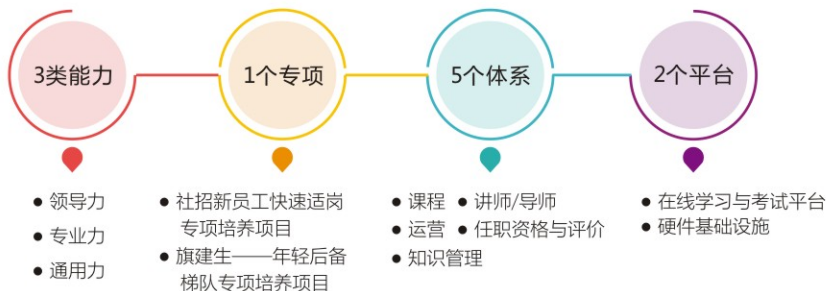 3类能力
1个专项
5个体系
2个平台
● 领导力
● 专业力
● 通用力
● 社招新员工快速适岗
专项培养项目
● 旗建生——年轻后备
梯队专项培养项目
● 课程 ● 讲师/导师
● 运营 ● 任职资格与评价
● 知识管理
● 在线学习与考试平台
● 硬件基础设施